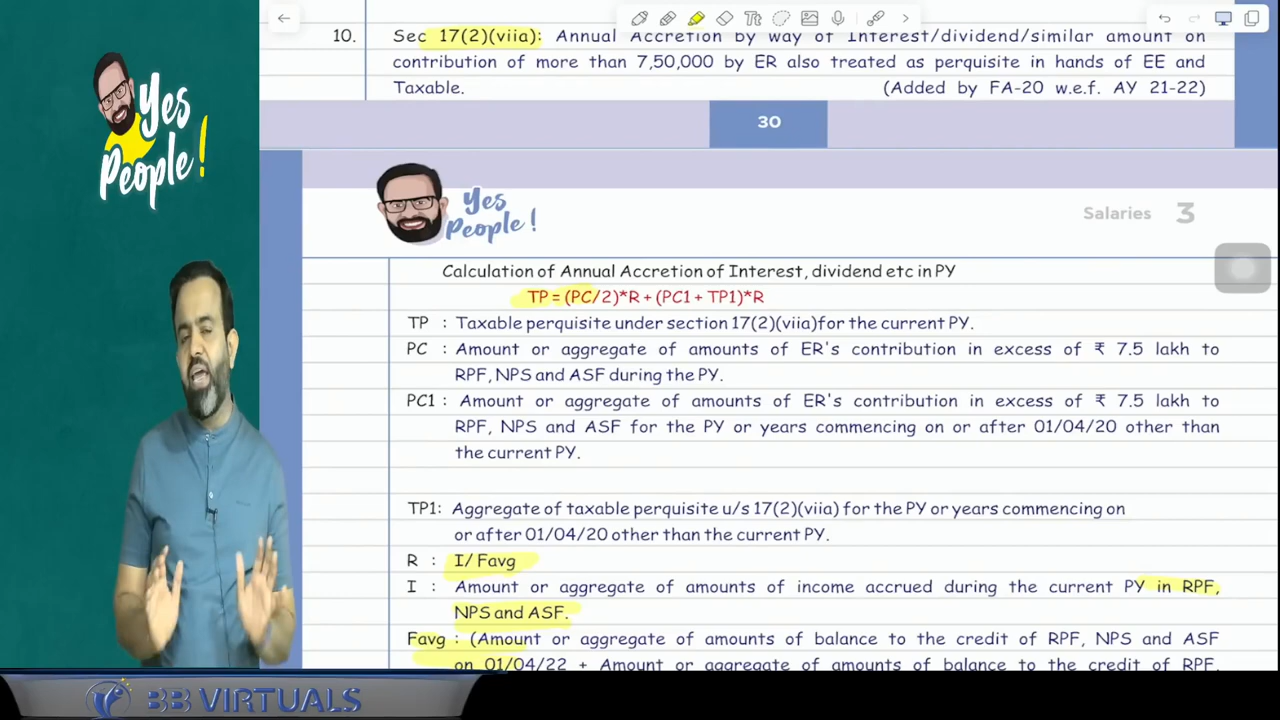 Yes
People!
10. Sec 17(2)(viia): Annual Accretion by way of Interest/dividend/similar amount on
contribution of more than 7,50,000 by ER also treated as perquisite in hands of EE and
Taxable. (Added by FA-20 w.e.f. AY 21-22)
30
Yes
People!
Salaries 3
Calculation of Annual Accretion of Interest, dividend etc in PY
TP = (PC/2)*R + (PC1 + TP1)*R
TP : Taxable perquisite under section 17(2)(viia)for the current PY.
PC : Amount or aggregate of amounts of ER's contribution in excess of ₹ 7.5 lakh to
RPF, NPS and ASF during the PY.
PC1 : Amount or aggregate of amounts of ER's contribution in excess of ₹ 7.5 lakh to
RPF, NPS and ASF for the PY or years commencing on or after 01/04/20 other than
the current PY.
TP1: Aggregate of taxable perquisite u/s 17(2)(viia) for the PY or years commencing on
or after 01/04/20 other than the current PY.
R : I/ Favg
I : Amount or aggregate of amounts of income accrued during the current PY in RPF,
NPS and ASF.
Favg : (Amount or aggregate of amounts of balance to the credit of RPF, NPS and ASF
on 01/04/22 + Amount or aggregate of amounts of balance to the credit of RPF,
BB VIRTUALS